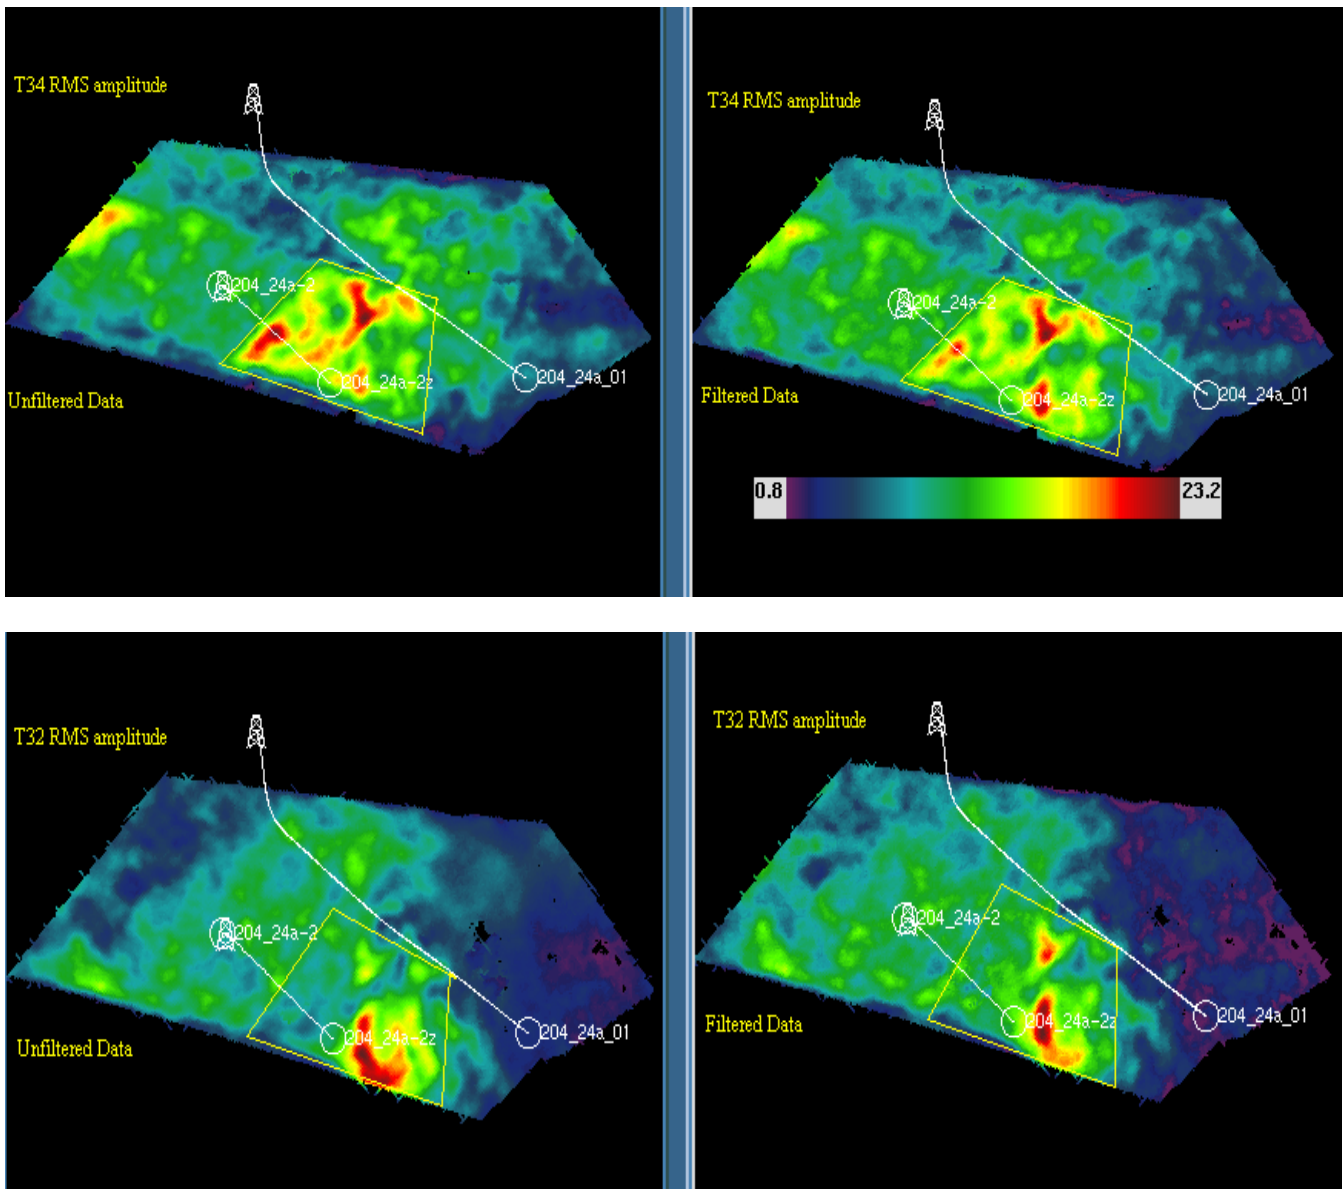 T34 RMS amplitude
204_24a-2
204_24a-2z
204_24a_01
Unfiltered Data
T34 RMS amplitude
204_24a-2
204_24a-2z
204_24a_01
Filtered Data
0.8
23.2
T32 RMS amplitude
204_24a-2
204_24a-2z
204_24a_01
Unfiltered Data
T32 RMS amplitude
204_24a-2
204_24a-2z
204_24a_01
Filtered Data